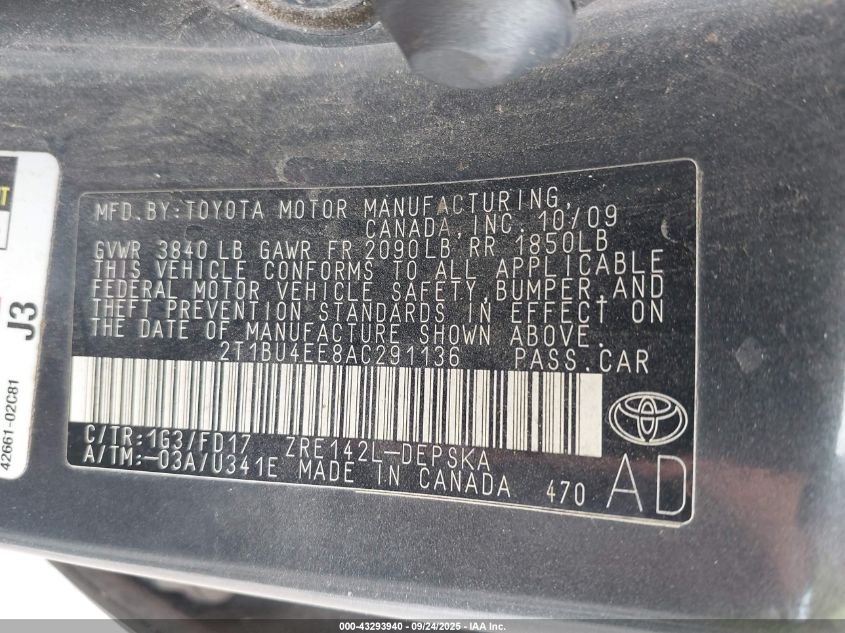 MFD.BY:TOYOTA MOTOR MANUFACTURING,
CANADA, INC. 10/09
GVWR 3840 LB GAWR FR 2090LB RR 1850LB
THIS VEHICLE CONFORMS TO ALL APPLICABLE
FEDERAL MOTOR VEHICLE SAFETY, BUMPER, AND
THEFT PREVENTION STANDARDS IN EFFECT ON
THE DATE OF MANUFACTURE SHOWN ABOVE.
2T1BU4EE8AC291136 PASS.CAR
C/TR:1G3/FD17 ZRE142L-DEPSKA
A/TM:-03A/U341E MADE IN CANADA 470
AD
J3
42661-02C81
000-43293940 - 09/24/2025 - IAA Inc.